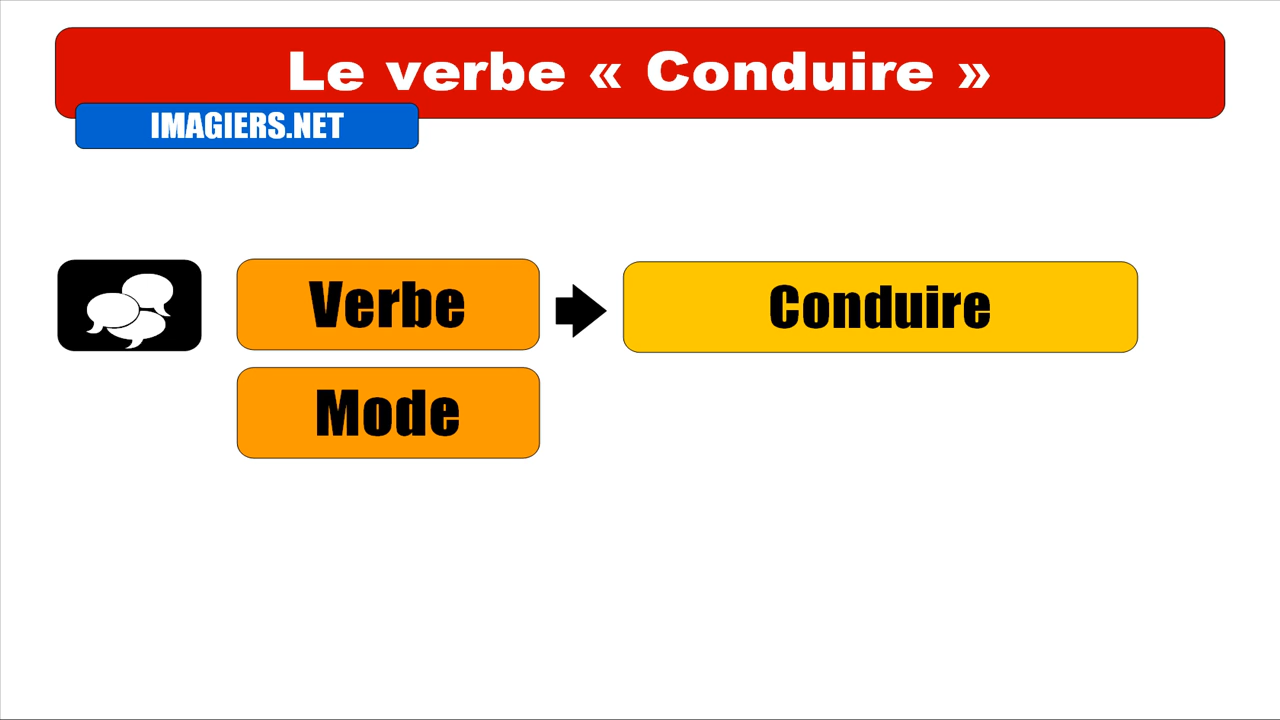 Le verbe « Conduire »
IMAGIERS.NET
Verbe
Conduire
Mode